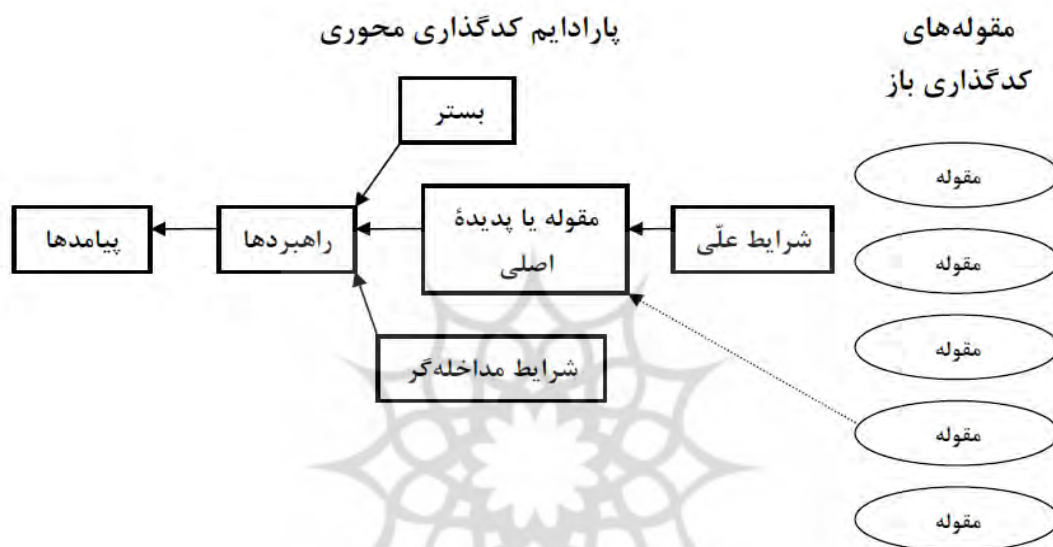 مقوله‌های
کدگذاری باز
مقوله
مقوله
مقوله
مقوله
مقوله
پارادایم کدگذاری محوری
بستر
شرایط علّی
مقوله یا پدیدهٔ
اصلی
راهبردها
پیامدها
شرایط مداخله‌گر